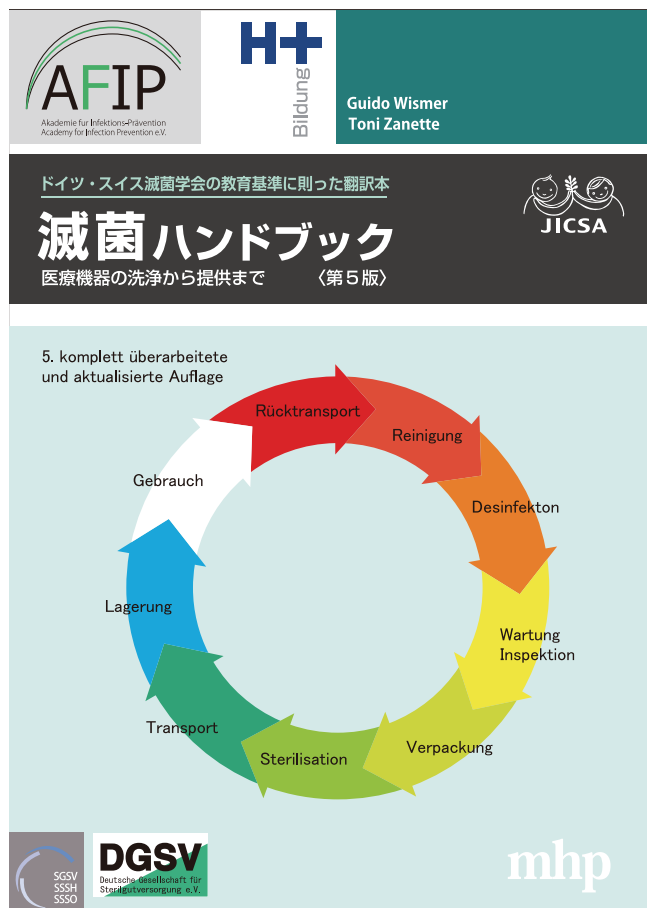 AFIP
Akademie fur Infektions-Prävention
Academy for Infection Prevention e.V.
H+
Bildung
Guido Wismer
Toni Zanette
ドイツ・スイス滅菌学会の教育基準に則った翻訳本
滅菌ハンドブック
医療機器の洗浄から提供まで 〈第5版〉
JICSA
5. komplett überarbeitete
und aktualisierte Auflage
Rücktransport
Reinigung
Desinfekton
Wartung
Inspektion
Verpackung
Sterilisation
Transport
Lagerung
Gebrauch
SGSV
SSSH
SSSO
DGSV
Deutsche Gesellschaft für
Sterilgutversorgung e.V.
mhp